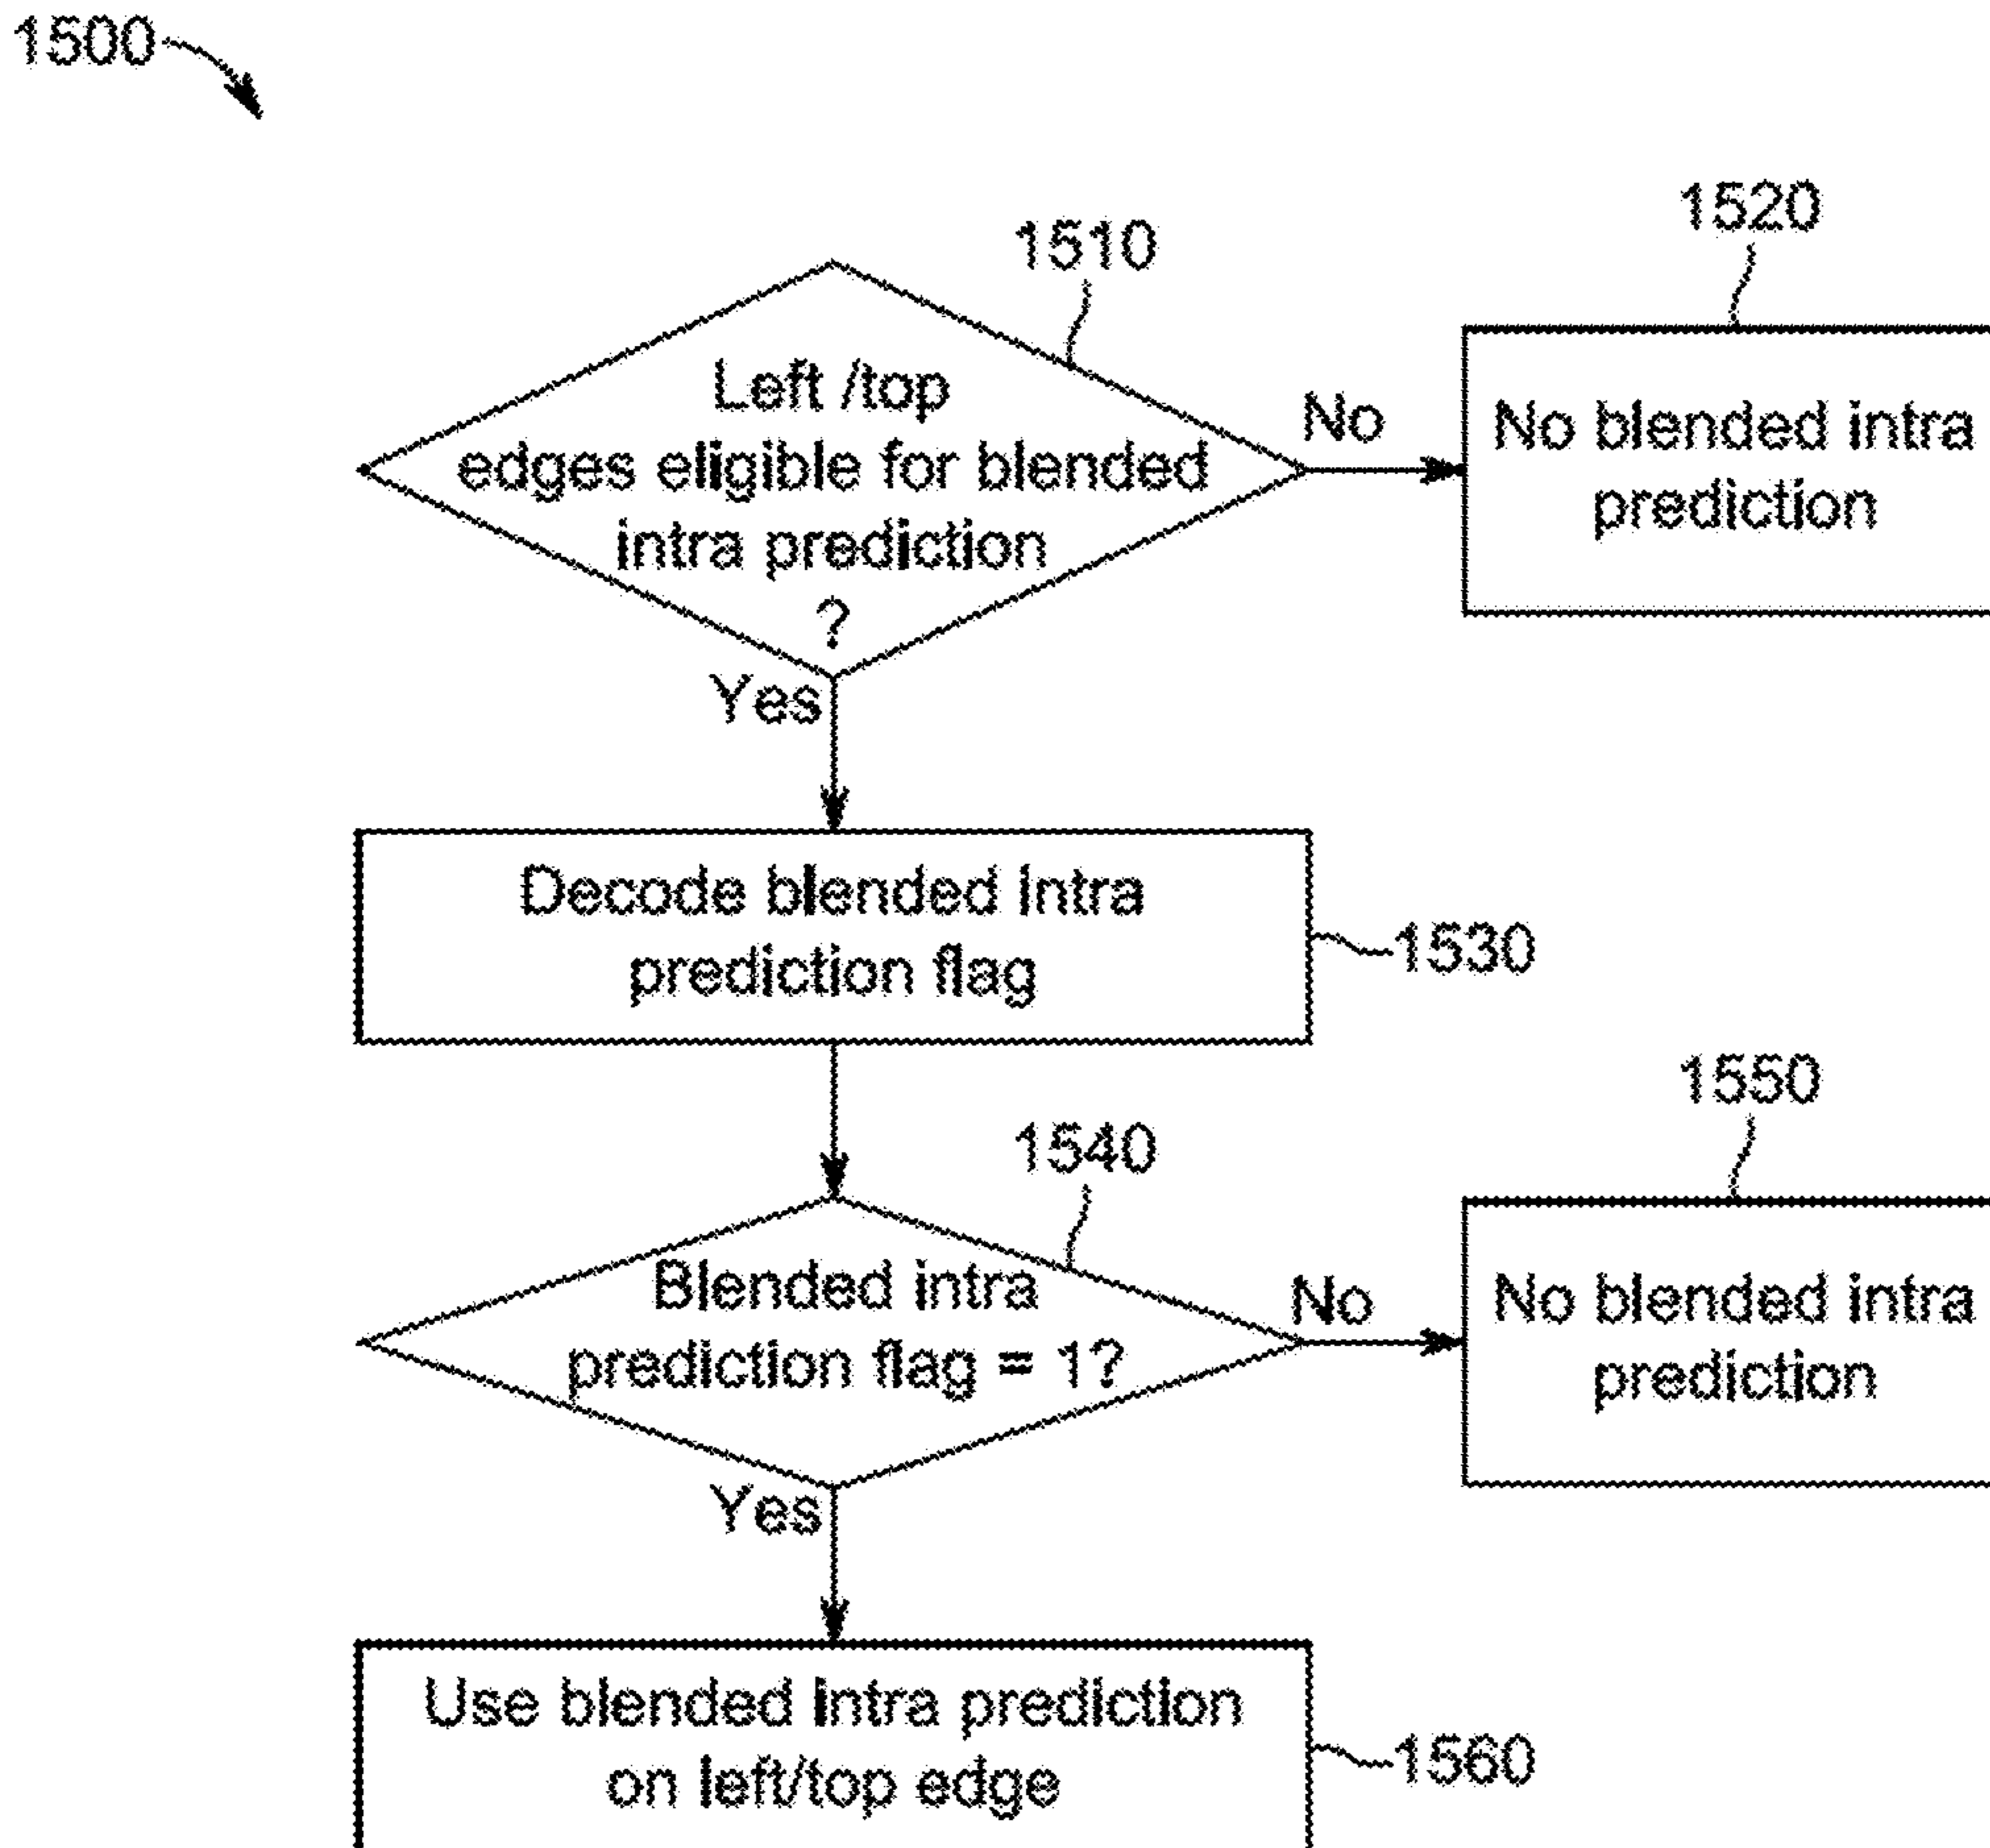 1500
1510
1520
Left /top
edges eligible for blended
intra prediction
?
No
No blended intra
prediction
Yes
Decode blended Intra
prediction flag
1530
1540
1550
Blended intra
prediction flag = 1?
No
No blended intra
prediction
Yes
Use blended Intra prediction
on left/top edge
1560